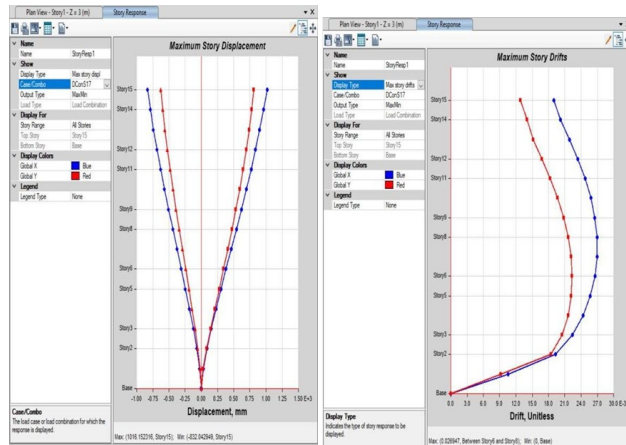 Plan View - Story1 - Z = 3 (m)
Story Response
Name
Name
StoryResp1
Show
Display Type
Max story displ
Case/Combo
DConS17
Output Type
MaxMin
Load Type
Load Combination
Display For
Story Range
All Stories
Top Story
Story15
Bottom Story
Base
Display Colors
Global X
Blue
Global Y
Red
Legend
Legend Type
None
Case/Combo
The load case or load combination for which the
response is displayed.
Maximum Story Displacement
Story15
Story14
Story12
Story11
Story9
Story8
Story6
Story5
Story3
Story2
Base
-1.00 -0.75 -0.50 -0.25 0.00 0.25 0.50 0.75 1.00 1.25 1.50 E+3
Displacement, mm
Max: (1016.152316, Story15); Min: (-832.842948, Story15)
Plan View - Story1 - Z = 3 (m)
Story Response
Name
Name
StoryResp1
Show
Display Type
Max story drifts
Case/Combo
DConS17
Output Type
MaxMin
Load Type
Load Combination
Display For
Story Range
All Stories
Top Story
Story15
Bottom Story
Base
Display Colors
Global X
Blue
Global Y
Red
Legend
Legend Type
None
Display Type
Indicates the type of story response to be
displayed.
Maximum Story Drifts
Story15
Story14
Story12
Story11
Story9
Story8
Story6
Story5
Story3
Story2
Base
0.0 3.0 6.0 9.0 12.0 15.0 18.0 21.0 24.0 27.0 30.0 E-3
Drift, Unitless
Max: (0.026947, Between Story6 and Story8); Min: (0, Base)